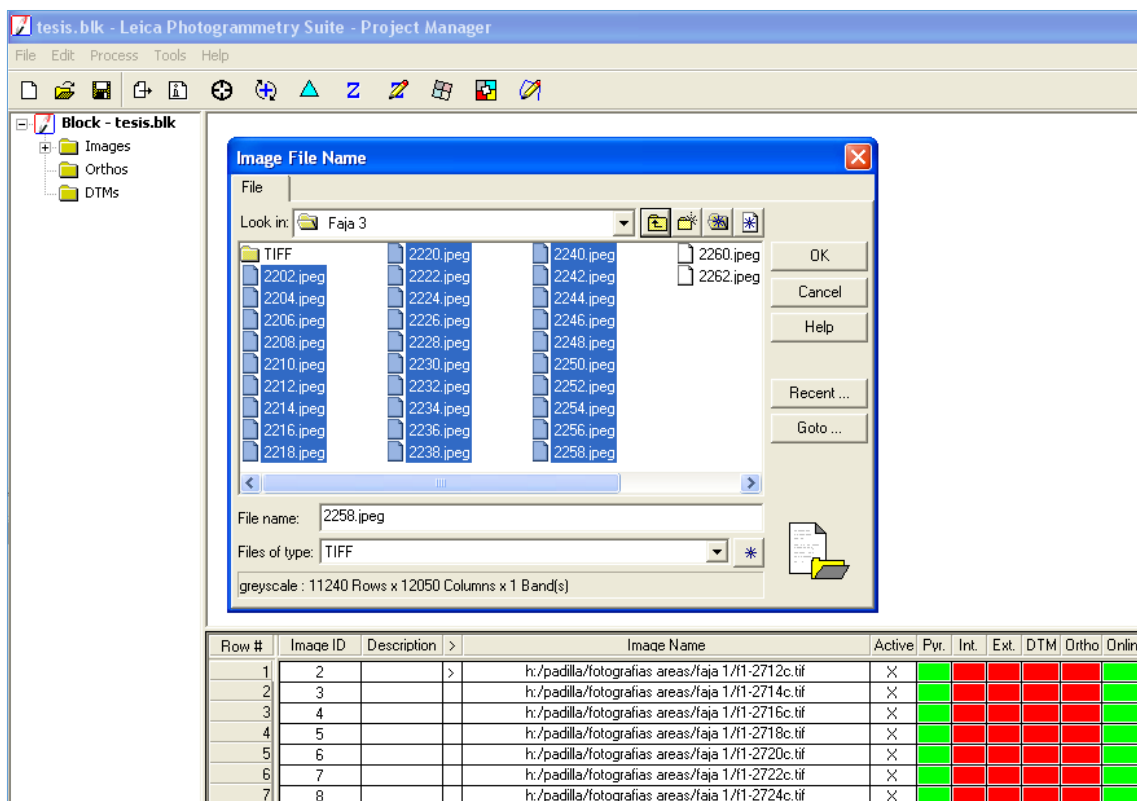 tesis.blk - Leica Photogrammetry Suite - Project Manager
File Edit Process Tools Help
Block - tesis.blk
Images
Orthos
DTMs
Image File Name
File
Look in: Faja 3
TIFF 2220.jpeg 2240.jpeg 2260.jpeg
2202.jpeg 2222.jpeg 2242.jpeg 2262.jpeg
2204.jpeg 2224.jpeg 2244.jpeg
2206.jpeg 2226.jpeg 2246.jpeg
2208.jpeg 2228.jpeg 2248.jpeg
2210.jpeg 2230.jpeg 2250.jpeg
2212.jpeg 2232.jpeg 2252.jpeg
2214.jpeg 2234.jpeg 2254.jpeg
2216.jpeg 2236.jpeg 2256.jpeg
2218.jpeg 2238.jpeg 2258.jpeg
OK
Cancel
Help
Recent ...
Goto ...
File name: 2258.jpeg
Files of type: TIFF
greyscale : 11240 Rows x 12050 Columns x 1 Band(s)
Row # Image ID Description > Image Name Active Pyr. Int. Ext. DTM Ortho Onlin
1 2 > h:/padilla/fotografias areas/faja 1/f1-2712c.tif X
2 3 h:/padilla/fotografias areas/faja 1/f1-2714c.tif X
3 4 h:/padilla/fotografias areas/faja 1/f1-2716c.tif X
4 5 h:/padilla/fotografias areas/faja 1/f1-2718c.tif X
5 6 h:/padilla/fotografias areas/faja 1/f1-2720c.tif X
6 7 h:/padilla/fotografias areas/faja 1/f1-2722c.tif X
7 8 h:/padilla/fotografias areas/faja 1/f1-2724c.tif X